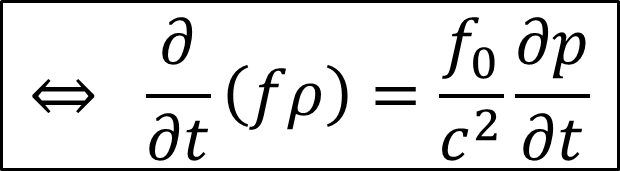 ⇔ ∂/∂t (fρ) = f₀/c² ∂p/∂t